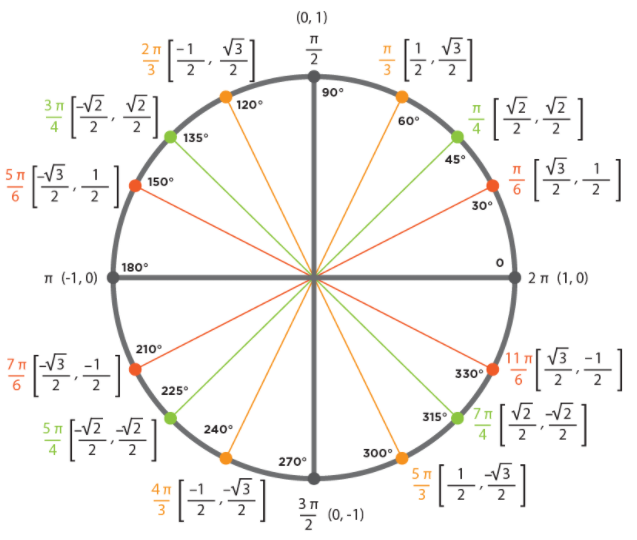 (0, 1)
π/2
90°
2π/3 [-1/2, √3/2]
120°
π/3 [1/2, √3/2]
60°
3π/4 [-√2/2, √2/2]
135°
π/4 [√2/2, √2/2]
45°
5π/6 [-√3/2, 1/2]
150°
π/6 [√3/2, 1/2]
30°
π (-1, 0)
180°
0
2π (1, 0)
7π/6 [-√3/2, -1/2]
210°
330°
11π/6 [√3/2, -1/2]
5π/4 [-√2/2, -√2/2]
225°
315°
7π/4 [√2/2, -√2/2]
4π/3 [-1/2, -√3/2]
240°
300°
5π/3 [1/2, -√3/2]
270°
3π/2 (0, -1)